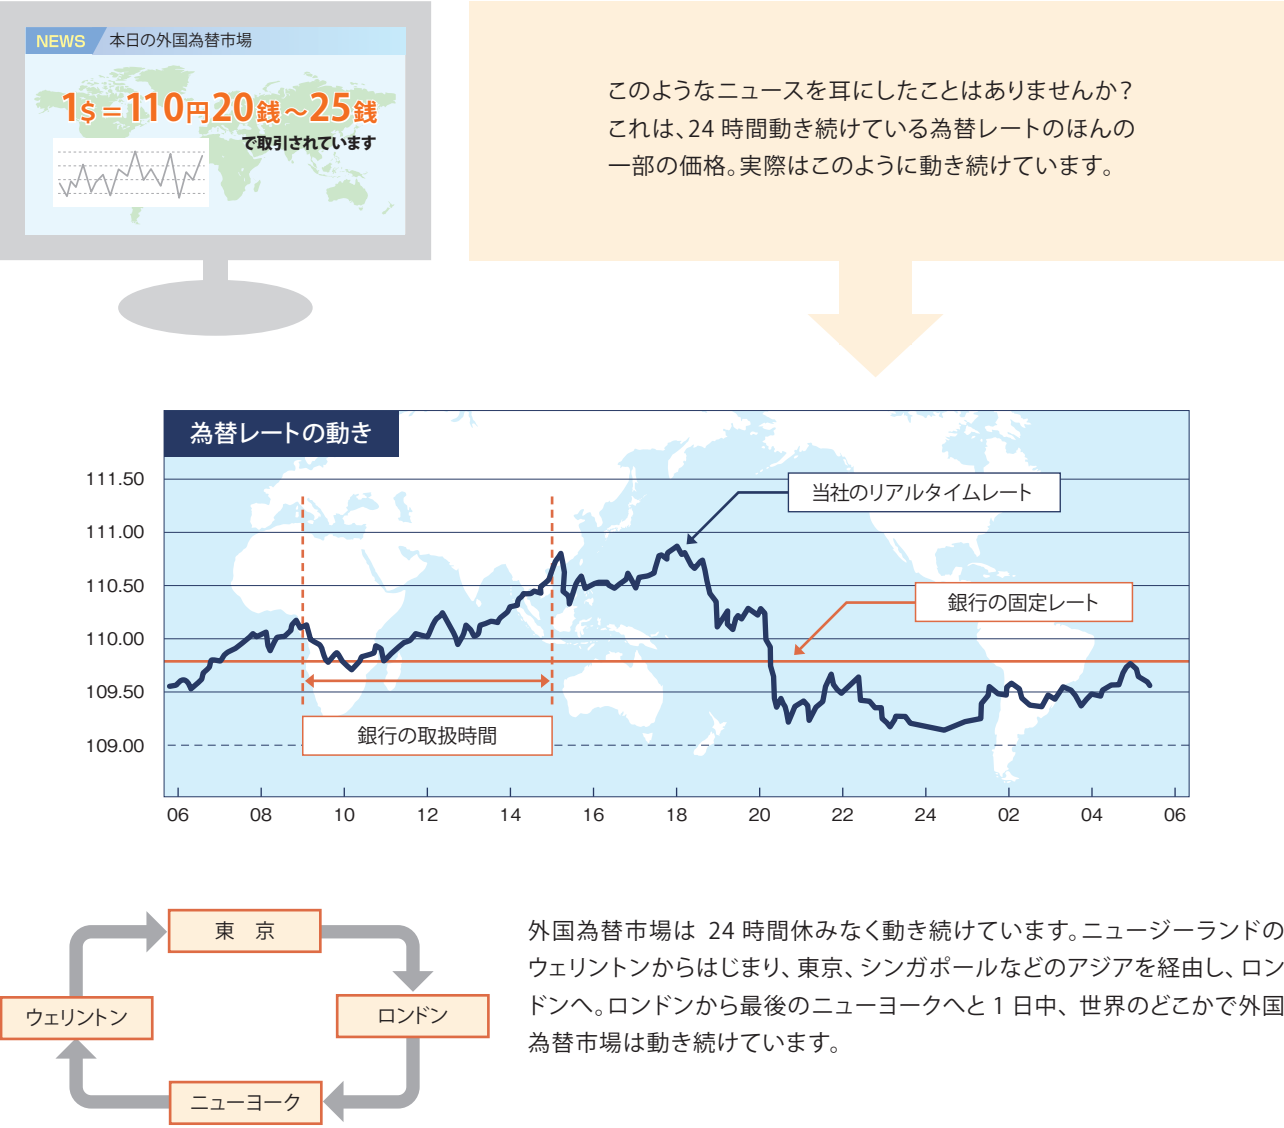 NEWS 本日の外国為替市場
1$=110円20銭~25銭
で取引されています
このようなニュースを耳にしたことはありませんか?
これは、24時間動き続けている為替レートのほんの
一部の価格。実際はこのように動き続けています。
為替レートの動き
111.50
111.00
110.50
110.00
109.50
109.00
当社のリアルタイムレート
銀行の固定レート
銀行の取扱時間
06 08 10 12 14 16 18 20 22 24 02 04 06
東 京
ウェリントン
ロンドン
ニューヨーク
外国為替市場は 24時間休みなく動き続けています。ニュージーランドの
ウェリントンからはじまり、東京、シンガポールなどのアジアを経由し、ロン
ドンへ。ロンドンから最後のニューヨークへと1日中、世界のどこかで外国
為替市場は動き続けています。